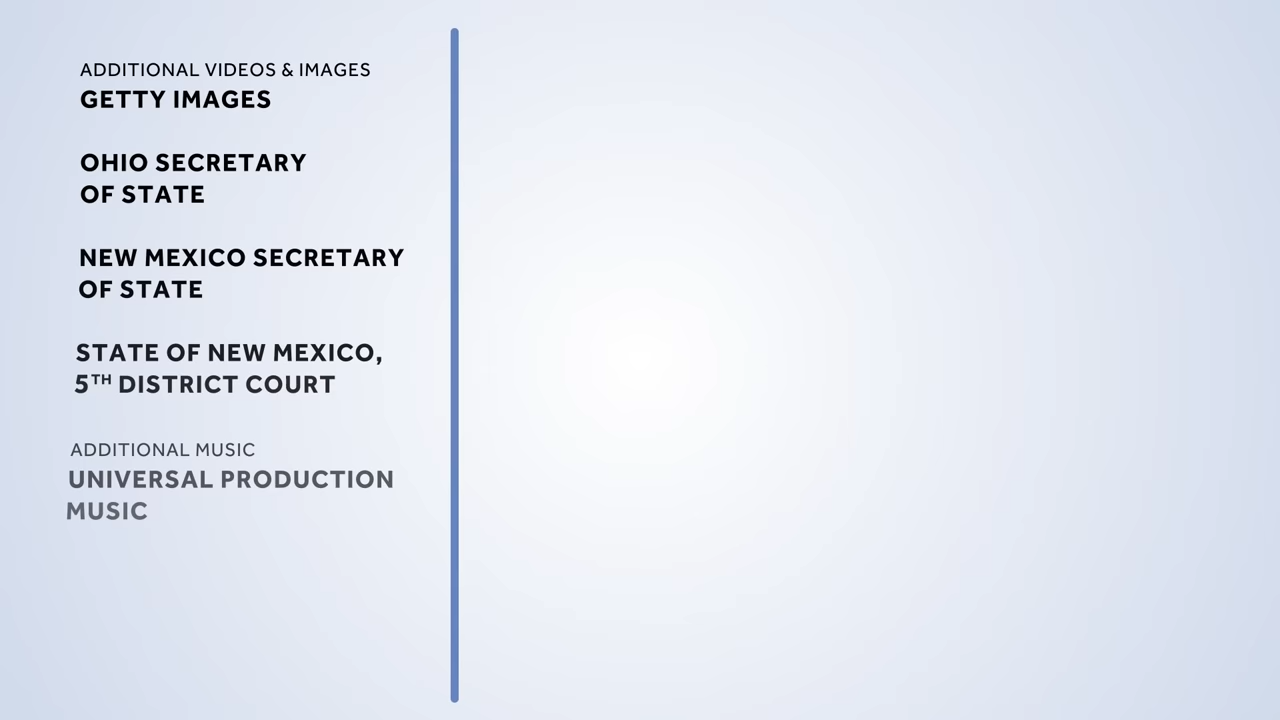 ADDITIONAL VIDEOS & IMAGES
GETTY IMAGES
OHIO SECRETARY
OF STATE
NEW MEXICO SECRETARY
OF STATE
STATE OF NEW MEXICO,
5TH DISTRICT COURT
ADDITIONAL MUSIC
UNIVERSAL PRODUCTION
MUSIC